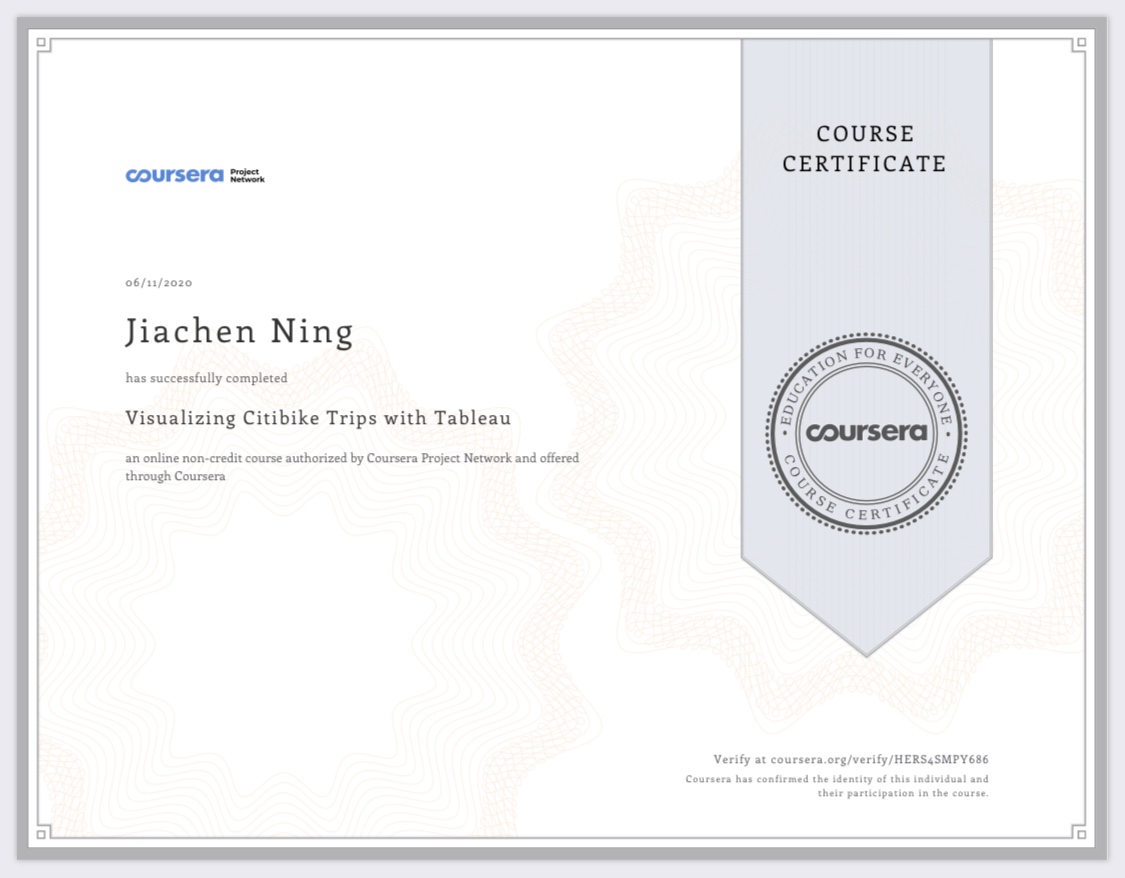 COURSE
CERTIFICATE
coursera Project
Network
06/11/2020
Jiachen Ning
has successfully completed
Visualizing Citibike Trips with Tableau
an online non-credit course authorized by Coursera Project Network and offered
through Coursera
EDUCATION FOR EVERYONE
coursera
COURSE CERTIFICATE
Verify at coursera.org/verify/HERS4SMPY686
Coursera has confirmed the identity of this individual and
their participation in the course.